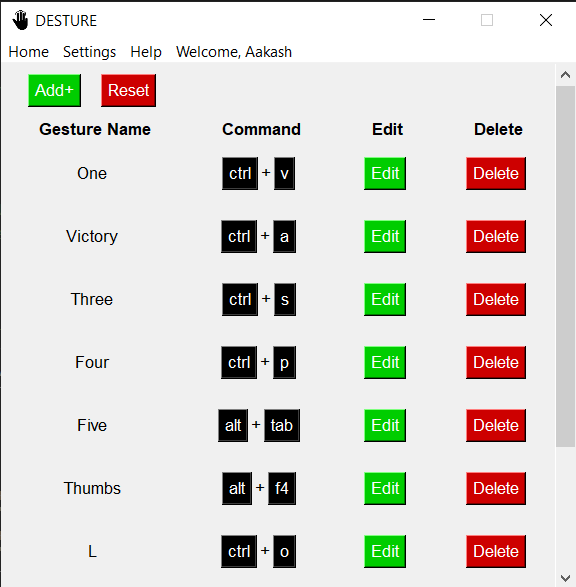 DESTURE
Home Settings Help Welcome, Aakash
Add+ Reset
Gesture Name Command Edit Delete
One ctrl + v Edit Delete
Victory ctrl + a Edit Delete
Three ctrl + s Edit Delete
Four ctrl + p Edit Delete
Five alt + tab Edit Delete
Thumbs alt + f4 Edit Delete
L ctrl + o Edit Delete